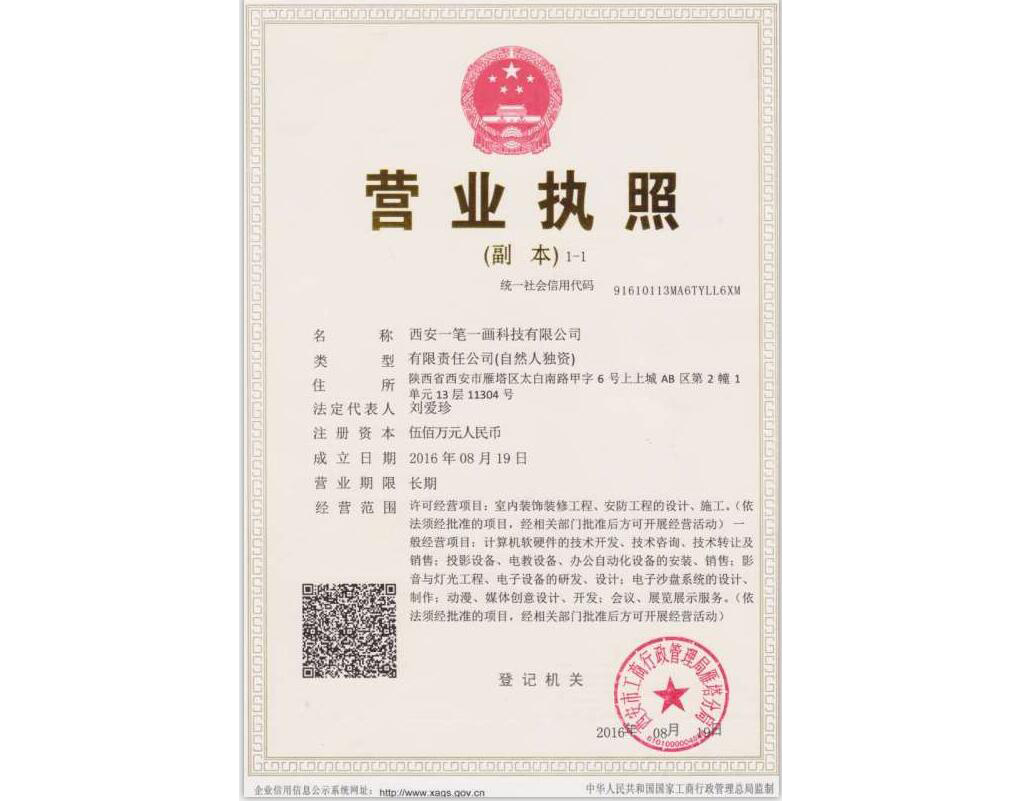 营业执照
(副 本) 1-1
统一社会信用代码 91610113MA6TYLL6XM
名 称 西安一笔一画科技有限公司
类 型 有限责任公司(自然人独资)
住 所 陕西省西安市雁塔区太白南路甲字 6 号上上城 AB 区第 2 幢 1
单元 13 层 11304 号
法定代表人 刘爱珍
注 册 资 本 伍佰万元人民币
成 立 日 期 2016 年 08 月 19 日
营 业 期 限 长期
经 营 范 围 许可经营项目：室内装饰装修工程、安防工程的设计、施工。（依
法须经批准的项目，经相关部门批准后方可开展经营活动） 一
般经营项目：计算机软硬件的技术开发、技术咨询、技术转让及
销售；投影设备、电教设备、办公自动化设备的安装、销售；影
音与灯光工程、电子设备的研发、设计；电子沙盘系统的设计、
制作；动漫、媒体创意设计、开发；会议、展览展示服务。（依
法须经批准的项目，经相关部门批准后方可开展经营活动）
登 记 机 关
西安市工商行政管理局雁塔分局
2016年 08月 19日
企业信用信息公示系统网址： http://www.xags.gov.cn
中华人民共和国国家工商行政管理总局监制